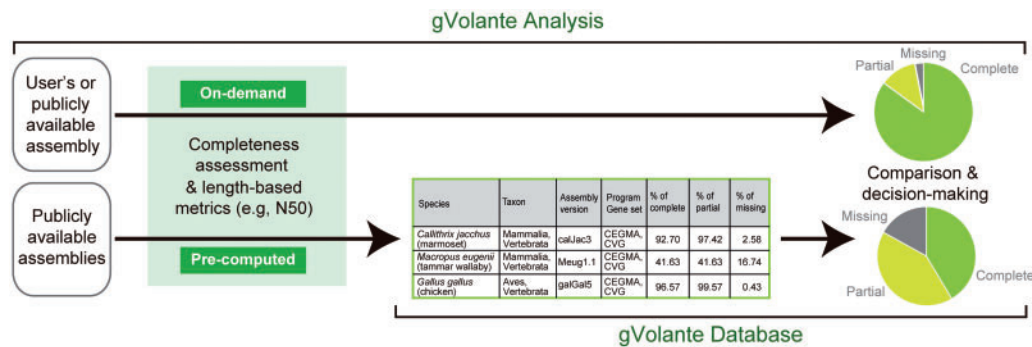 gVolante Analysis
User's or
publicly
available
assembly
On-demand
Completeness
assessment
& length-based
metrics (e.g, N50)
Pre-computed
Publicly
available
assemblies
Species Taxon Assembly version Program Gene set % of complete % of partial % of missing
Callithrix jacchus (marmoset) Mammalia, Vertebrata calJac3 CEGMA, CVG 92.70 97.42 2.58
Macropus eugenii (tammar wallaby) Mammalia, Vertebrata Meug1.1 CEGMA, CVG 41.63 41.63 16.74
Gallus gallus (chicken) Aves, Vertebrata galGal5 CEGMA, CVG 96.57 99.57 0.43
Missing
Partial
Complete
Comparison &
decision-making
Missing
Partial
Complete
gVolante Database